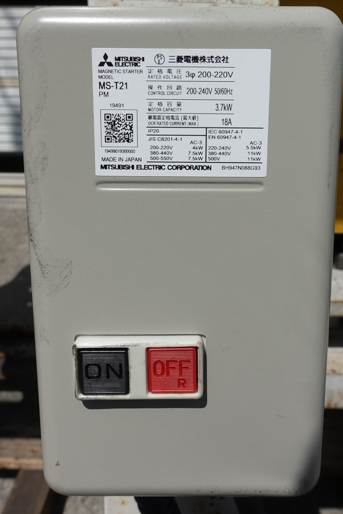 MITSUBISHI ELECTRIC
三菱電機株式会社
MAGNETIC STARTER
MODEL
MS-T21
PM
19491
MADE IN JAPAN
定格電圧 RATED VOLTAGE 3φ 200-220V
操作回路 CONTROL CIRCUIT 200-240V 50/60Hz
定格容量 MOTOR CAPACITY 3.7kW
OCR RATED CURRENT (MAX.) 18A
IP20
JIS C8201-4-1
AC-3
200-220V 4kW
380-440V 7.5kW
500-550V 7.5kW
IEC 60947-4-1
EN 60947-4-1
AC-3
220-240V 5.5kW
380-440V 11kW
500V 11kW
MITSUBISHI ELECTRIC CORPORATION
ON
OFF
R